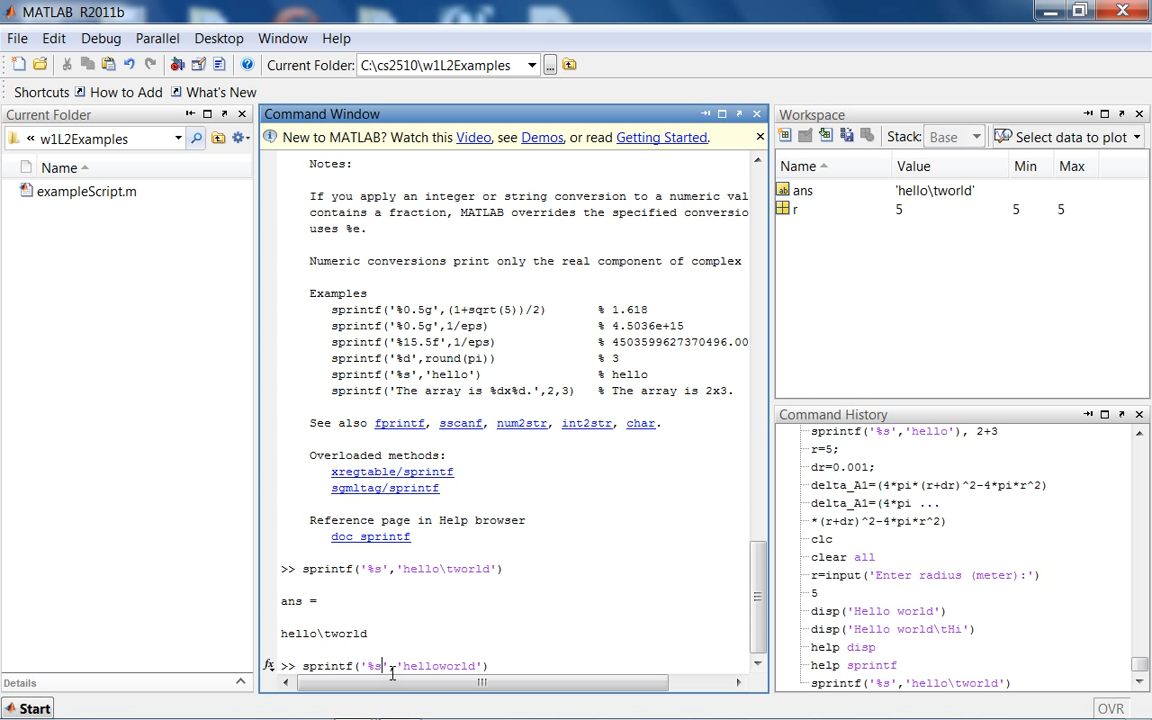 MATLAB R2011b
File Edit Debug Parallel Desktop Window Help
Current Folder: C:\cs2510\w1L2Examples ...
Shortcuts How to Add What's New
Current Folder
« w1L2Examples
Name
exampleScript.m
Details
Start
Command Window
New to MATLAB? Watch this Video, see Demos, or read Getting Started.
Notes:
If you apply an integer or string conversion to a numeric val
contains a fraction, MATLAB overrides the specified conversio
uses %e.
Numeric conversions print only the real component of complex
Examples
sprintf('%0.5g',(1+sqrt(5))/2) % 1.618
sprintf('%0.5g',1/eps) % 4.5036e+15
sprintf('%15.5f',1/eps) % 4503599627370496.00
sprintf('%d',round(pi)) % 3
sprintf('%s','hello') % hello
sprintf('The array is %dx%d.',2,3) % The array is 2x3.
See also fprintf, sscanf, num2str, int2str, char.
Overloaded methods:
xregtable/sprintf
sgmltag/sprintf
Reference page in Help browser
doc sprintf
>> sprintf('%s','hello\tworld')
ans =
hello\tworld
fx >> sprintf('%s','helloworld')
Workspace
Stack: Base Select data to plot
Name Value Min Max
ans 'hello\tworld'
r 5 5 5
Command History
sprintf('%s','hello'), 2+3
r=5;
dr=0.001;
delta_A1=(4*pi*(r+dr)^2-4*pi*r^2)
delta_A1=(4*pi ...
*(r+dr)^2-4*pi*r^2)
clc
clear all
r=input('Enter radius (meter):')
5
disp('Hello world')
disp('Hello world\tHi')
help disp
help sprintf
sprintf('%s','hello\tworld')
OVR